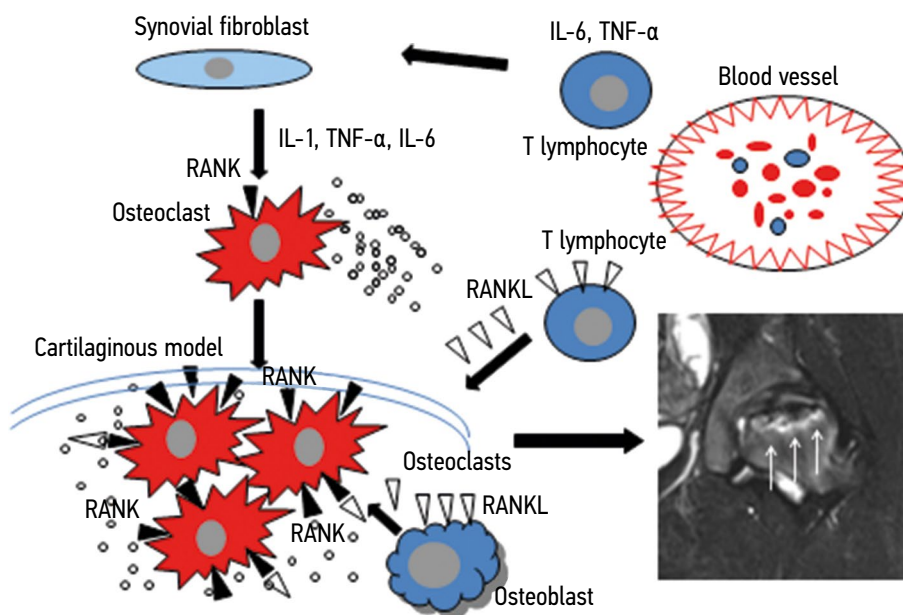 Synovial fibroblast
IL-6, TNF-α
Blood vessel
T lymphocyte
IL-1, TNF-α, IL-6
RANK
Osteoclast
T lymphocyte
RANKL
Cartilaginous model
RANK
Osteoclasts
RANK
RANK
RANKL
Osteoblast